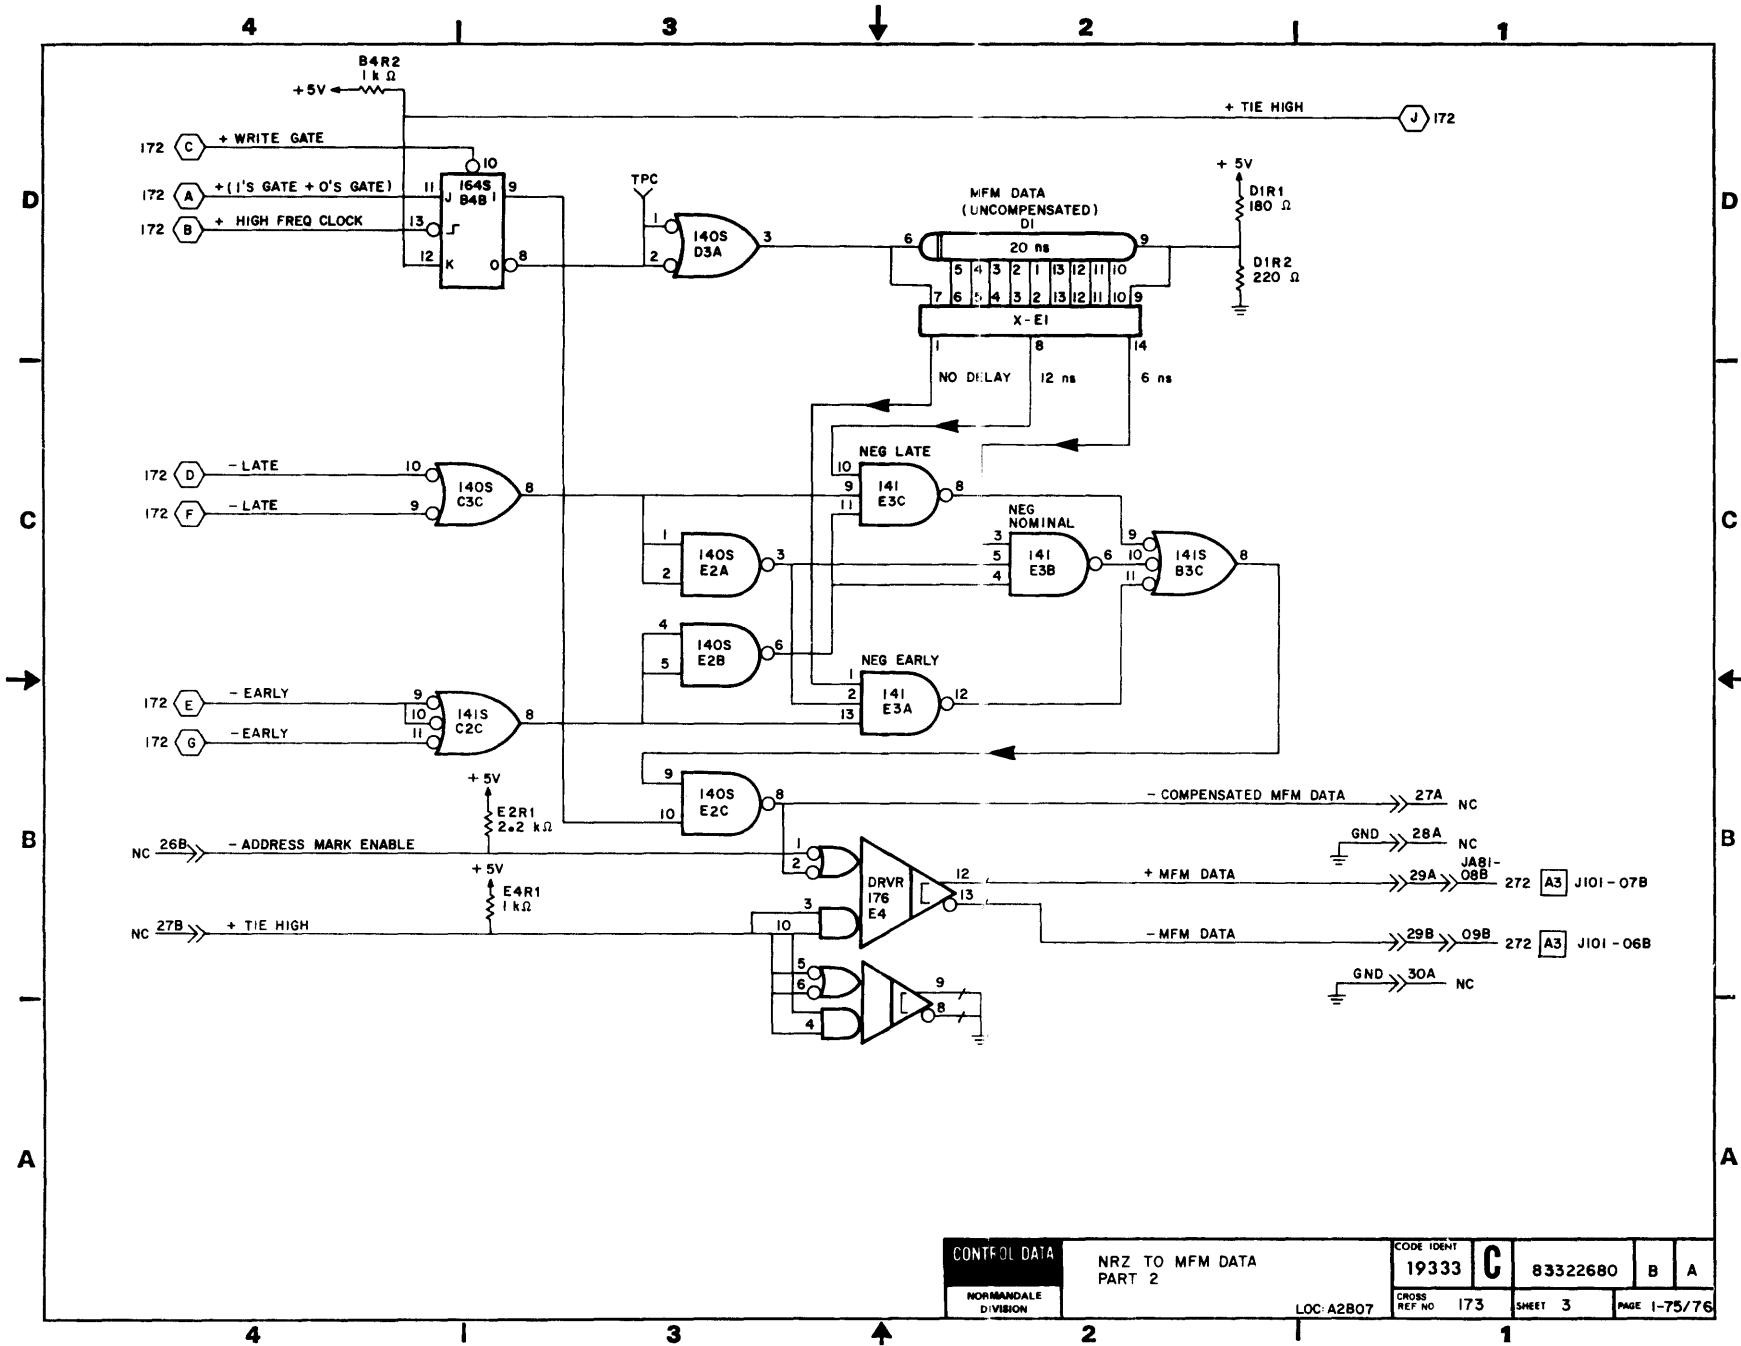 4 3 2 1
B4R2
1 k Ω
+5V
+ TIE HIGH
J 172
172 C + WRITE GATE
10
+ 5V
TPC
172 A +(1'S GATE + O'S GATE) 11
164S 9
J B4B 1
MFM DATA
(UNCOMPENSATED)
D1
D1R1
180 Ω
D D
172 B + HIGH FREQ CLOCK 13
1
140S
D3A
3
2
6 20 ns 9
12 K O 8
D1R2
220 Ω
5 4 3 2 1 13 12 11 10
7 6 5 4 3 2 13 12 11 10 9
X-E1
1 8 14
NO DELAY 12 ns 6 ns
NEG LATE
172 D - LATE 10
140S
C3C
8
10
9
11
141
E3C
8
172 F - LATE 9
C C
NEG
NOMINAL
1
2
140S
E2A
3
3
5
4
141
E3B
6
9
10
11
141S
B3C
8
4
5
140S
E2B
6
NEG EARLY
172 E - EARLY 9
10
141S
C2C
8
1
2
13
141
E3A
12
172 G - EARLY 11
+ 5V
E2R1
2.2 kΩ
9
10
140S
E2C
8
- COMPENSATED MFM DATA 27A NC
GND 28A NC
B B
NC 26B - ADDRESS MARK ENABLE
1
2
+ 5V
E4R1
1 kΩ
DRVR
176
E4
12 + MFM DATA 29A JA81-
08B 272 A3 J101-07B
13
3
NC 27B + TIE HIGH
10
- MFM DATA 29B 09B 272 A3 J101-06B
5
6
9
GND 30A NC
4
8
A A
CONTROL DATA
NORMANDALE
DIVISION
NRZ TO MFM DATA
PART 2
LOC: A2B07
CODE IDENT
19333
C
83322680
B
A
CROSS
REF NO 173
SHEET 3
PAGE 1-75/76
4 3 2 1